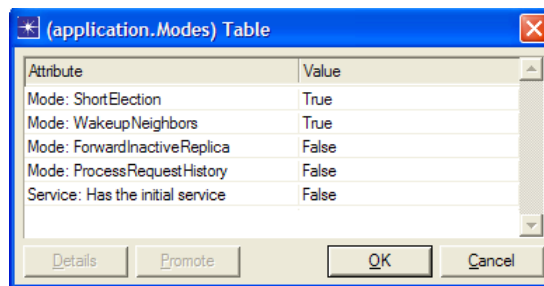 (application.Modes) Table
Attribute Value
Mode: ShortElection True
Mode: WakeupNeighbors True
Mode: ForwardInactiveReplica False
Mode: ProcessRequestHistory False
Service: Has the initial service False
Details Promote OK Cancel